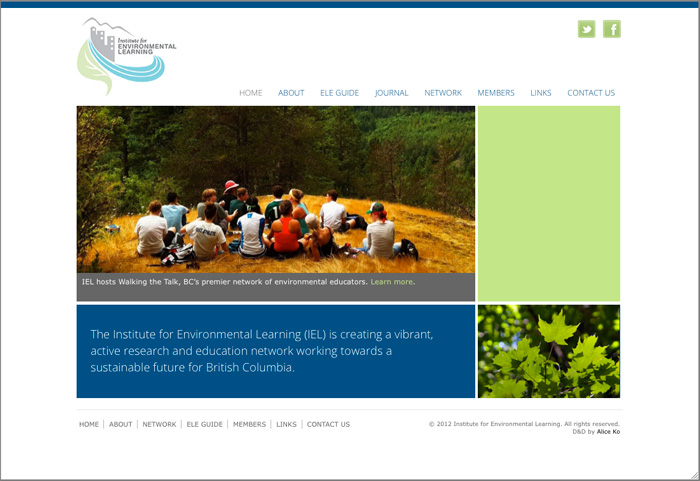 Institute for
ENVIRONMENTAL
LEARNING
HOME ABOUT ELE GUIDE JOURNAL NETWORK MEMBERS LINKS CONTACT US
IEL hosts Walking the Talk, BC's premier network of environmental educators. Learn more.
The Institute for Environmental Learning (IEL) is creating a vibrant,
active research and education network working towards a
sustainable future for British Columbia.
HOME | ABOUT | NETWORK | ELE GUIDE | MEMBERS | LINKS | CONTACT US
© 2012 Institute for Environmental Learning. All rights reserved.
D&D by Alice Ko